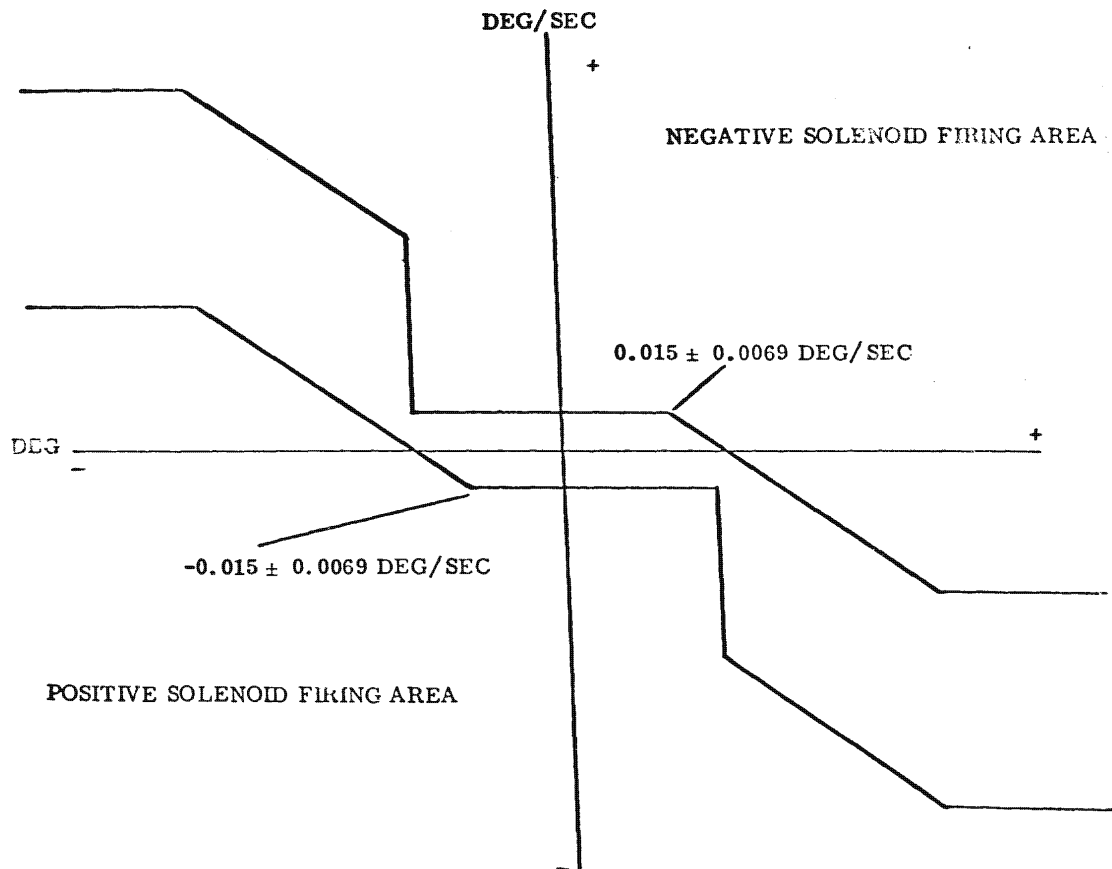 DEG/SEC
+
NEGATIVE SOLENOID FIRING AREA
0.015 ± 0.0069 DEG/SEC
DEG
+
−
-0.015 ± 0.0069 DEG/SEC
POSITIVE SOLENOID FIRING AREA
−